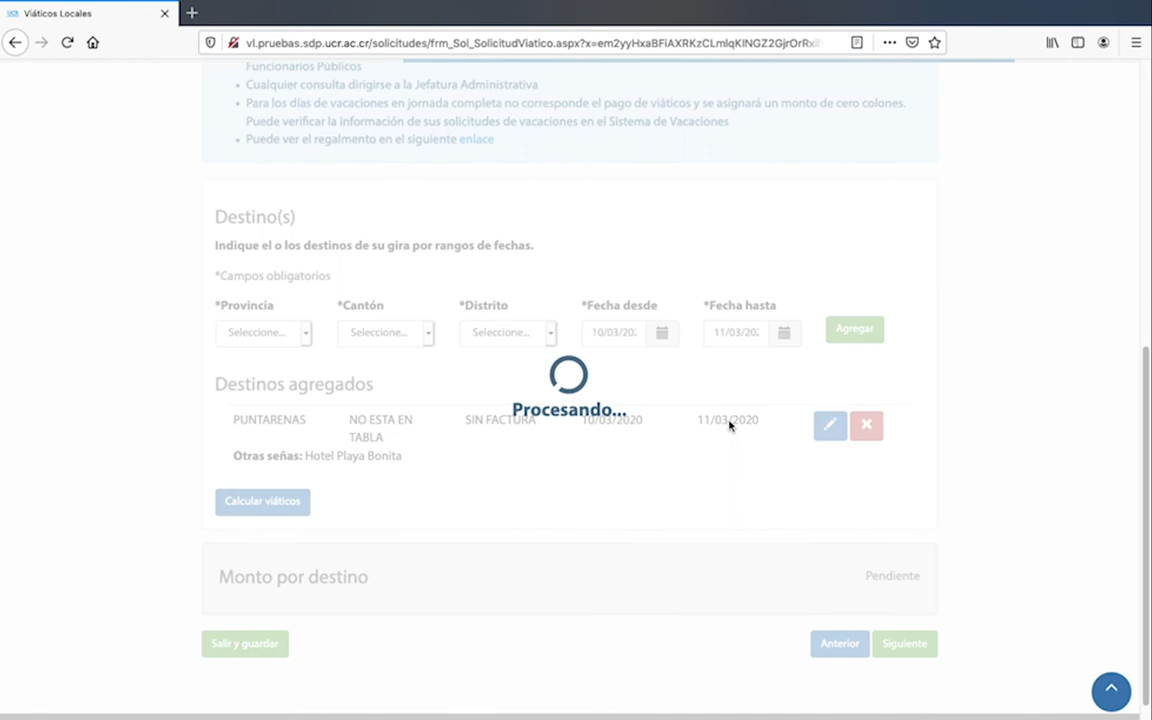 UCR Viáticos Locales
vl.pruebas.sdp.ucr.ac.cr/solicitudes/frm_Sol_SolicitudViatico.aspx?x=em2yyHxaBFiAXRKzCLmlqKlNGZ2GjrOrRxi
Funcionarios Públicos
• Cualquier consulta dirigirse a la Jefatura Administrativa
• Para los días de vacaciones en jornada completa no corresponde el pago de viáticos y se asignará un monto de cero colones.
Puede verificar la información de sus solicitudes de vacaciones en el Sistema de Vacaciones
• Puede ver el regalmento en el siguiente enlace
Destino(s)
Indique el o los destinos de su gira por rangos de fechas.
*Campos obligatorios
*Provincia *Cantón *Distrito *Fecha desde *Fecha hasta
Seleccione... Seleccione... Seleccione... 10/03/202 11/03/202 Agregar
Destinos agregados
Procesando...
PUNTARENAS NO ESTA EN SIN FACTURA 10/03/2020 11/03/2020
TABLA
Otras señas: Hotel Playa Bonita
Calcular viáticos
Monto por destino Pendiente
Salir y guardar Anterior Siguiente